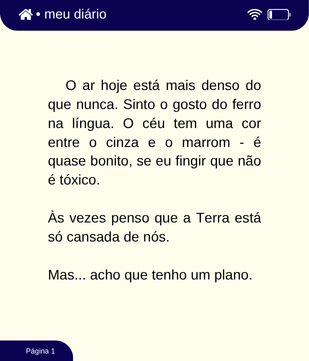 • meu diário
O ar hoje está mais denso do
que nunca. Sinto o gosto do ferro
na língua. O céu tem uma cor
entre o cinza e o marrom - é
quase bonito, se eu fingir que não
é tóxico.
Às vezes penso que a Terra está
só cansada de nós.
Mas... acho que tenho um plano.
Página 1